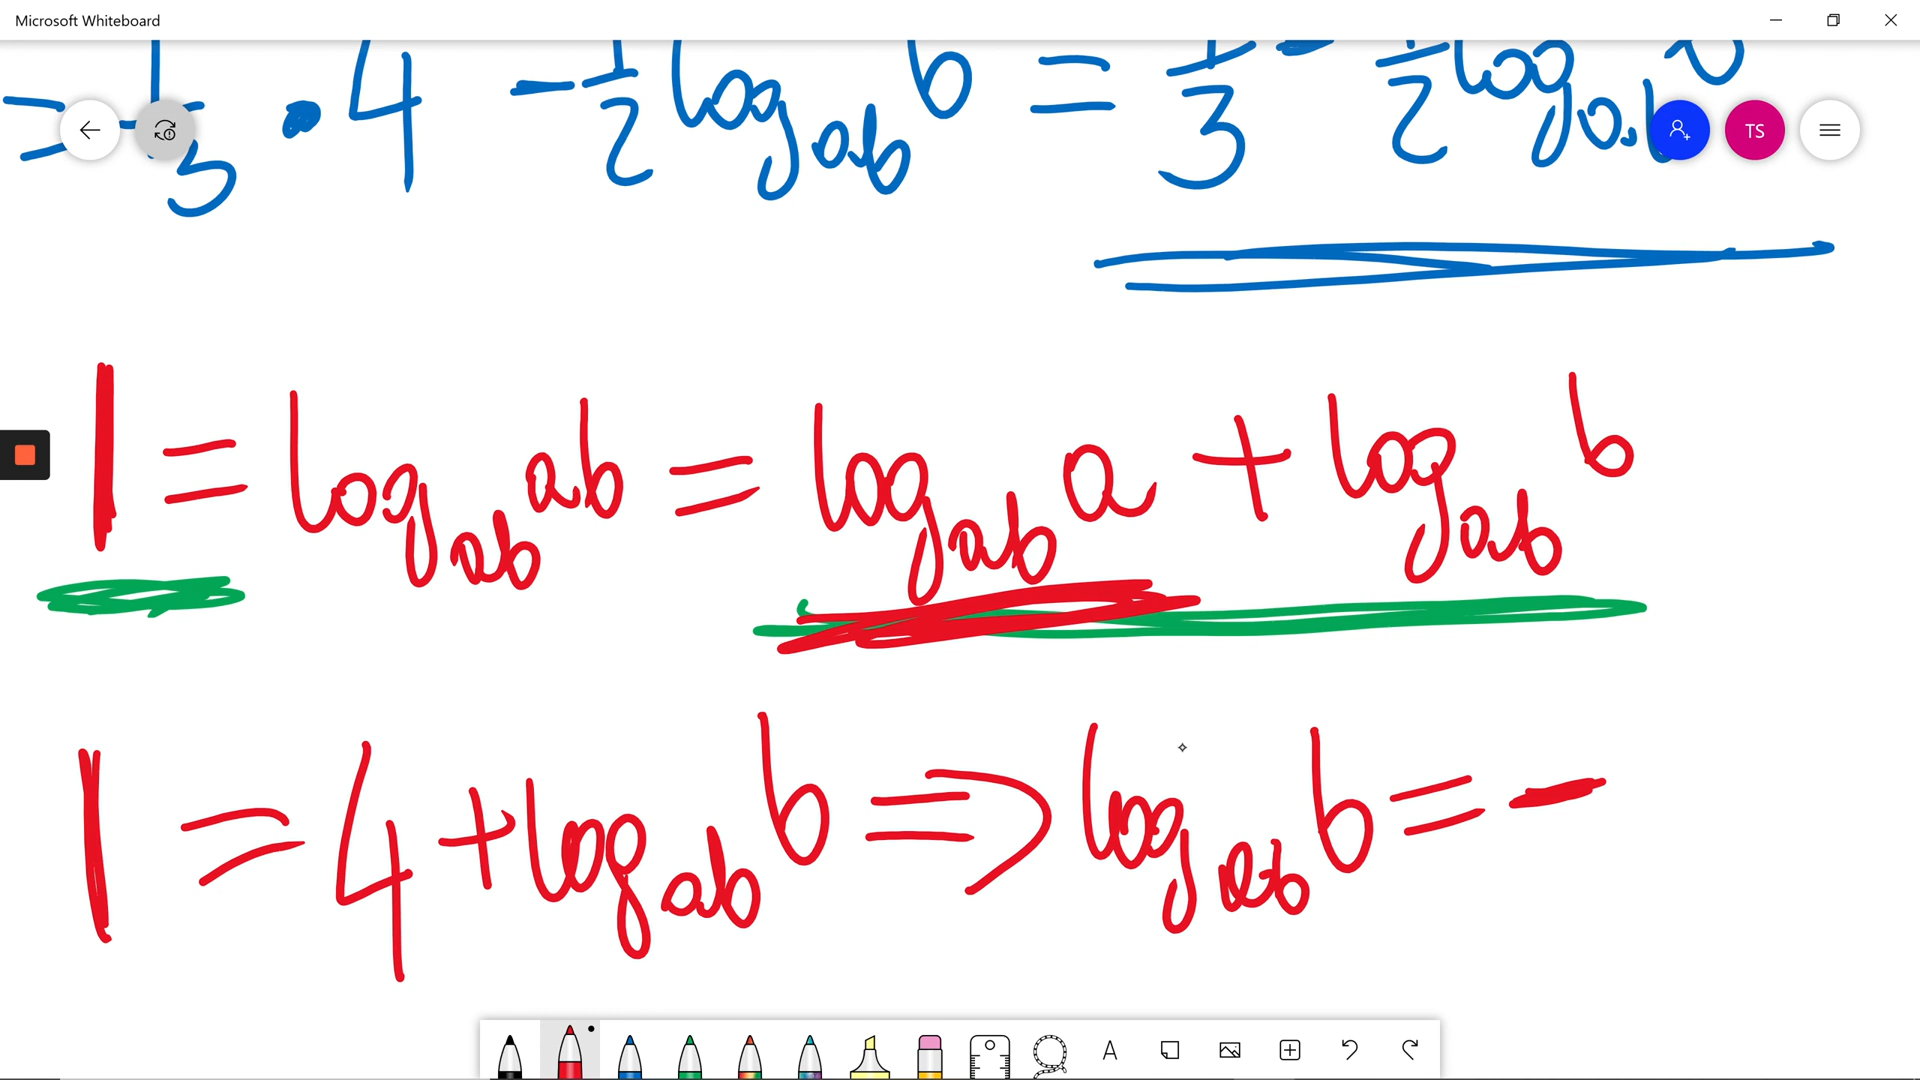 Microsoft Whiteboard
= 1/3 · 4 - 1/2 log_ab b = 1/3 - 1/2 log_ab b
TS
1 = log_ab ab = log_ab a + log_ab b
1 = 4 + log_ab b => log_ab b = -
A